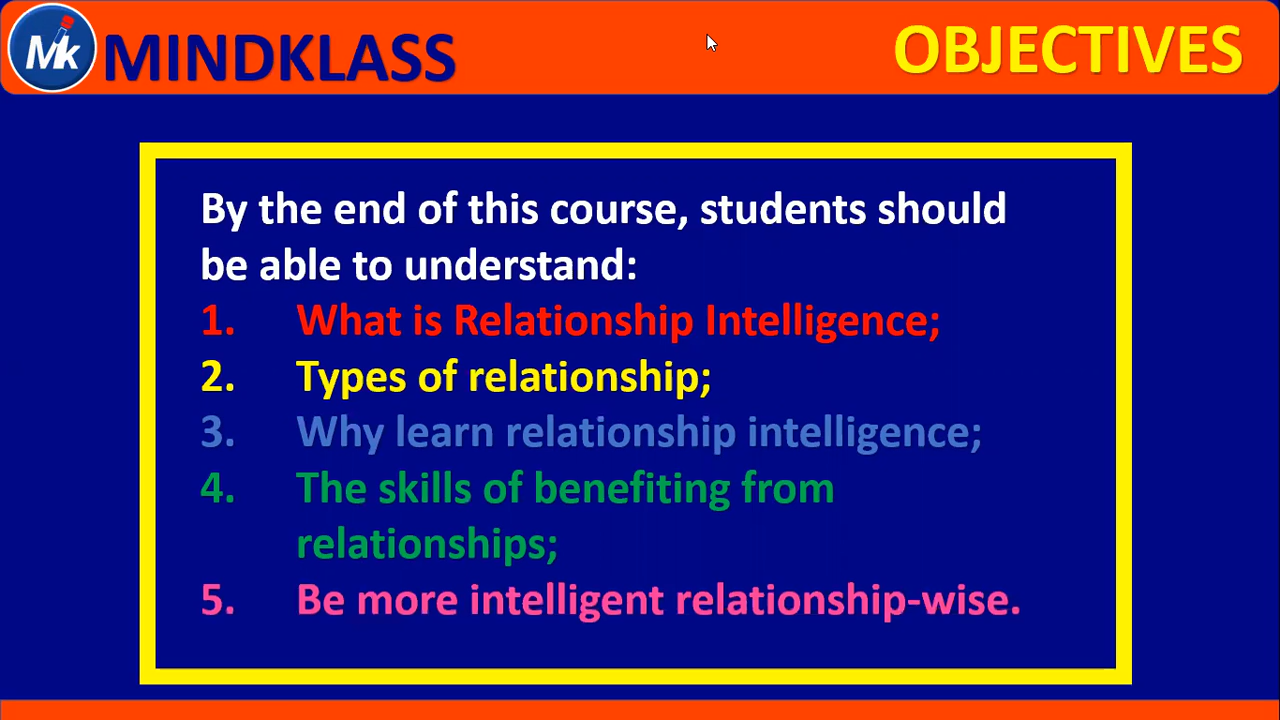 Mk MINDKLASS OBJECTIVES
By the end of this course, students should
be able to understand:
1. What is Relationship Intelligence;
2. Types of relationship;
3. Why learn relationship intelligence;
4. The skills of benefiting from
relationships;
5. Be more intelligent relationship-wise.